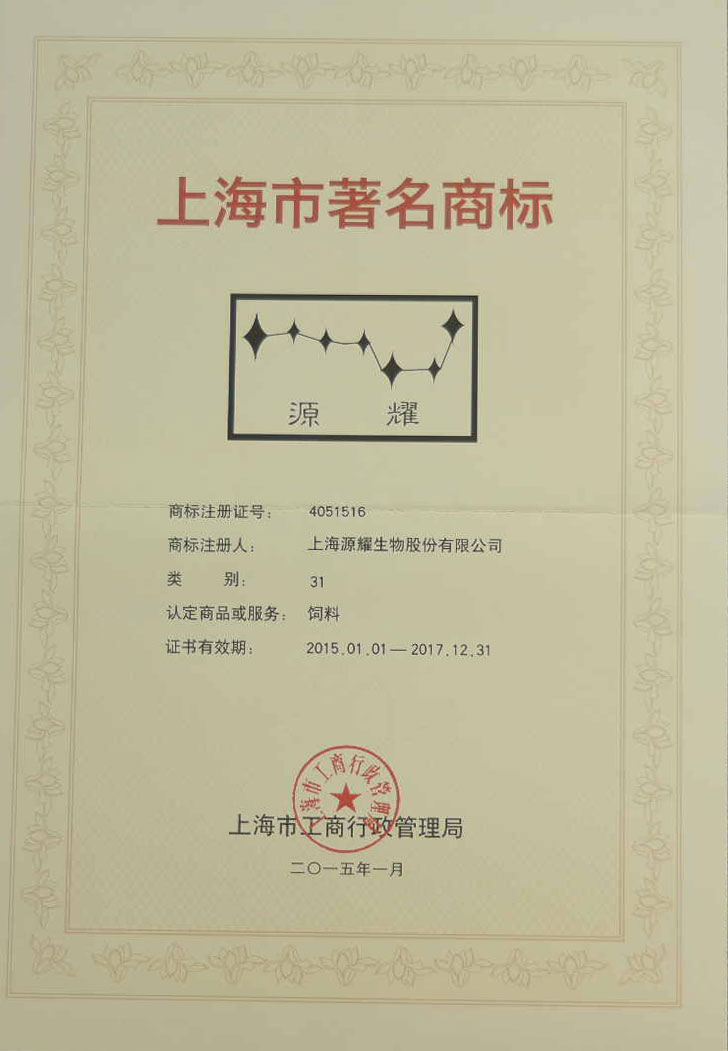 上海市著名商标
源 耀
商标注册证号： 4051516
商标注册人： 上海源耀生物股份有限公司
类 别： 31
认定商品或服务： 饲料
证书有效期： 2015.01.01—2017.12.31
上海市工商行政管理局
上海市工商行政管理局
二〇一五年一月